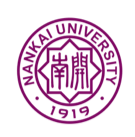 NANKAI UNIVERSITY
南開
· 1919 ·